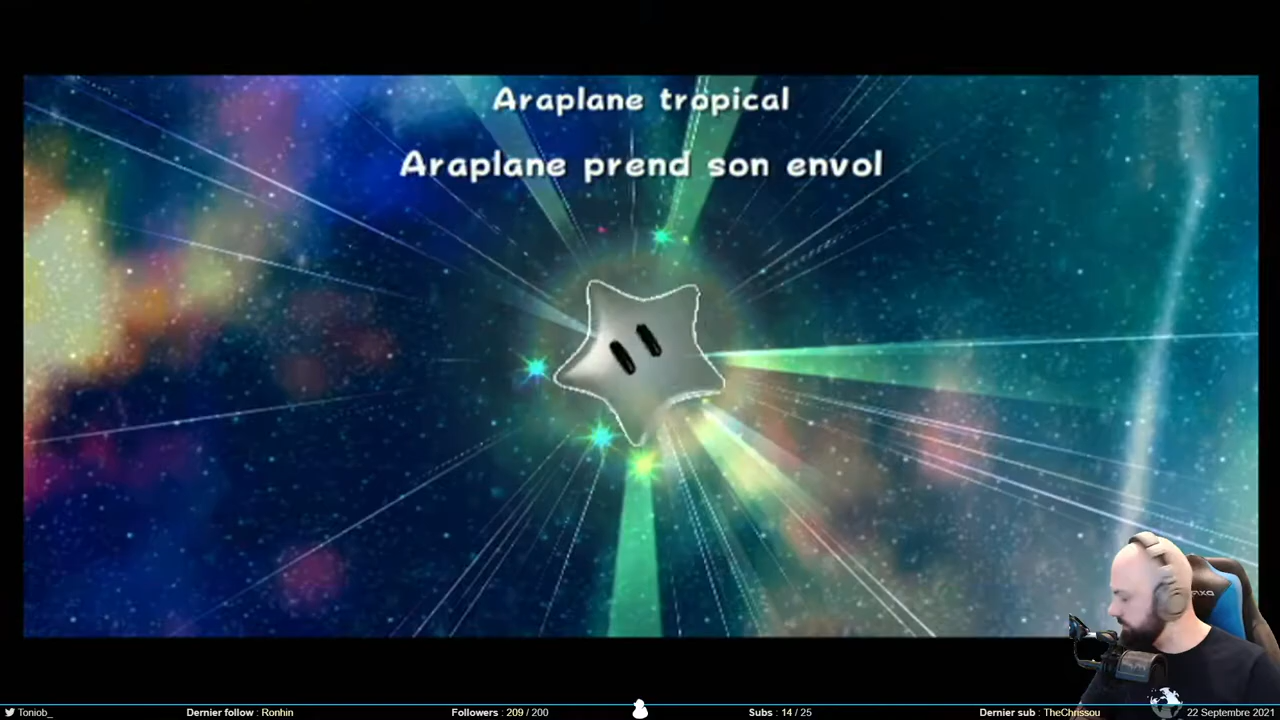 Araplane tropical
Araplane prend son envol
Toniob_ Dernier follow : Ronhin Followers : 209 / 200 Subs : 14 / 25 Dernier sub : TheChrissou 22 Septembre 2021